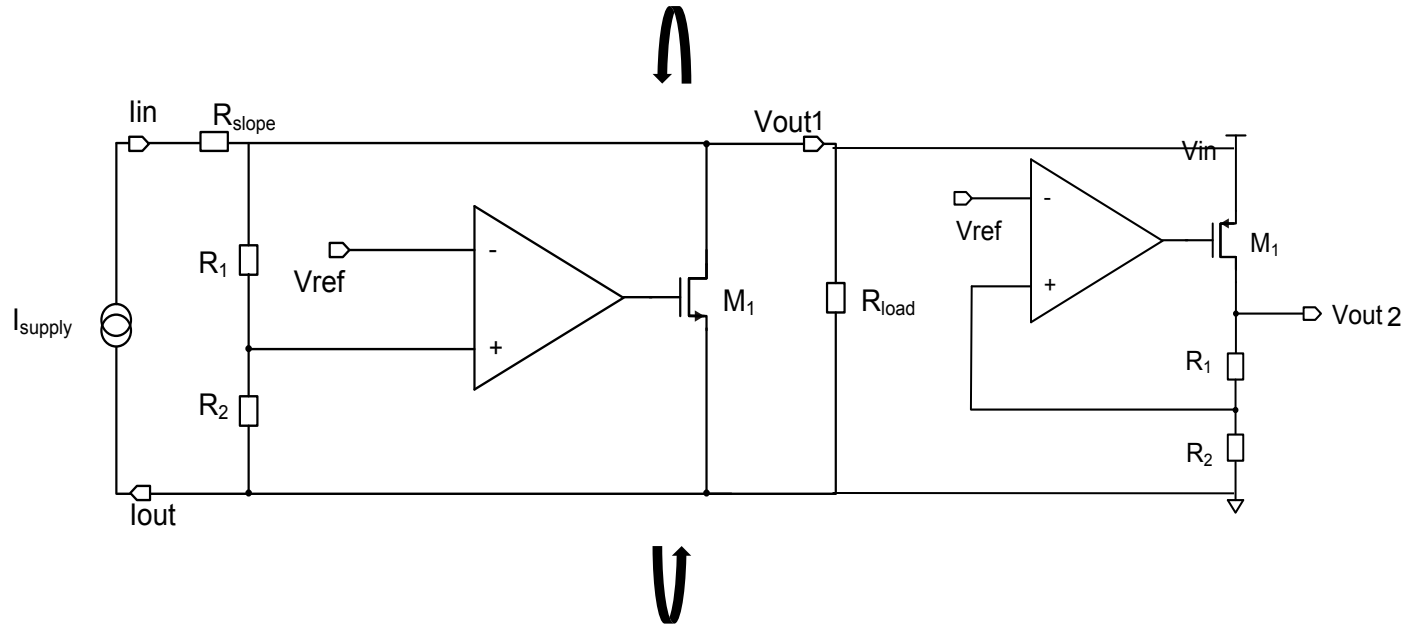 Iin
Rslope
Vout1
Vin
-
Vref
M1
+
-
Vref
R1
M1
Rload
Isupply
+
Vout 2
R1
R2
R2
Iout